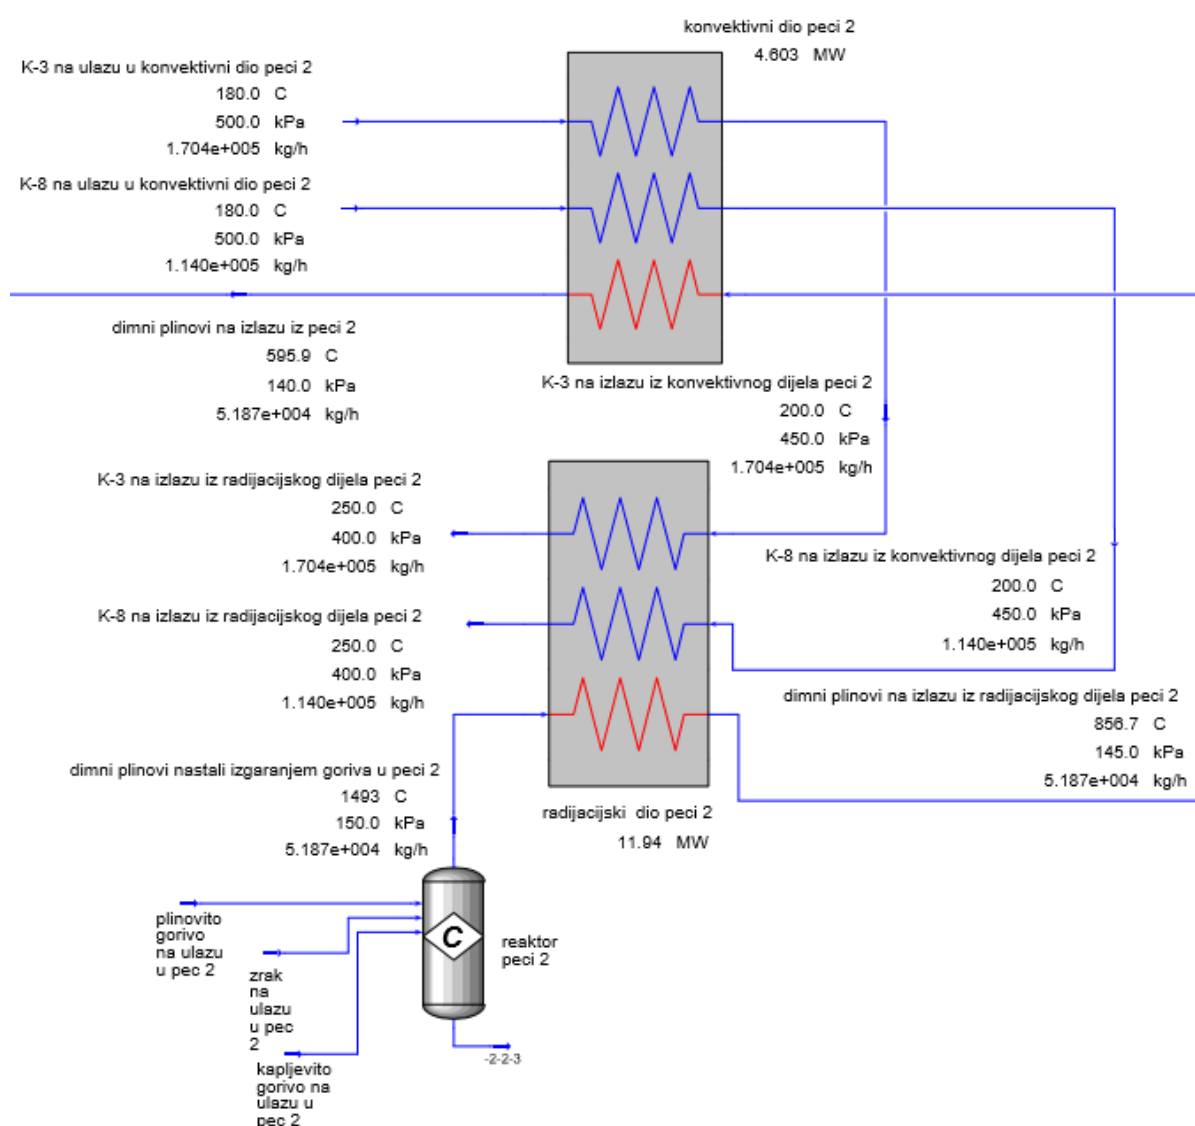 konvektivni dio peci 2
4.603 MW
K-3 na ulazu u konvektivni dio peci 2
180.0 C
500.0 kPa
1.704e+005 kg/h
K-8 na ulazu u konvektivni dio peci 2
180.0 C
500.0 kPa
1.140e+005 kg/h
dimni plinovi na izlazu iz peci 2
595.9 C
140.0 kPa
5.187e+004 kg/h
K-3 na izlazu iz konvektivnog dijela peci 2
200.0 C
450.0 kPa
1.704e+005 kg/h
K-3 na izlazu iz radijacijskog dijela peci 2
250.0 C
400.0 kPa
1.704e+005 kg/h
K-8 na izlazu iz konvektivnog dijela peci 2
200.0 C
450.0 kPa
1.140e+005 kg/h
K-8 na izlazu iz radijacijskog dijela peci 2
250.0 C
400.0 kPa
1.140e+005 kg/h
dimni plinovi na izlazu iz radijacijskog dijela peci 2
856.7 C
145.0 kPa
5.187e+004 kg/h
dimni plinovi nastali izgaranjem goriva u peci 2
1493 C
150.0 kPa
5.187e+004 kg/h
radijacijski dio peci 2
11.94 MW
plinovito
gorivo
na ulazu
u pec 2
C
reaktor
peci 2
zrak
na
ulazu
u pec
2
-2-2-3
kapljevito
gorivo na
ulazu u
pec 2